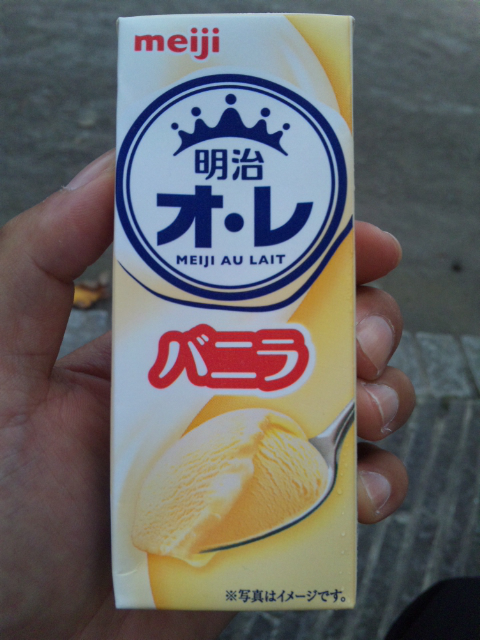 meiji
明治
オ・レ
MEIJI AU LAIT
バニラ
※写真はイメージです。